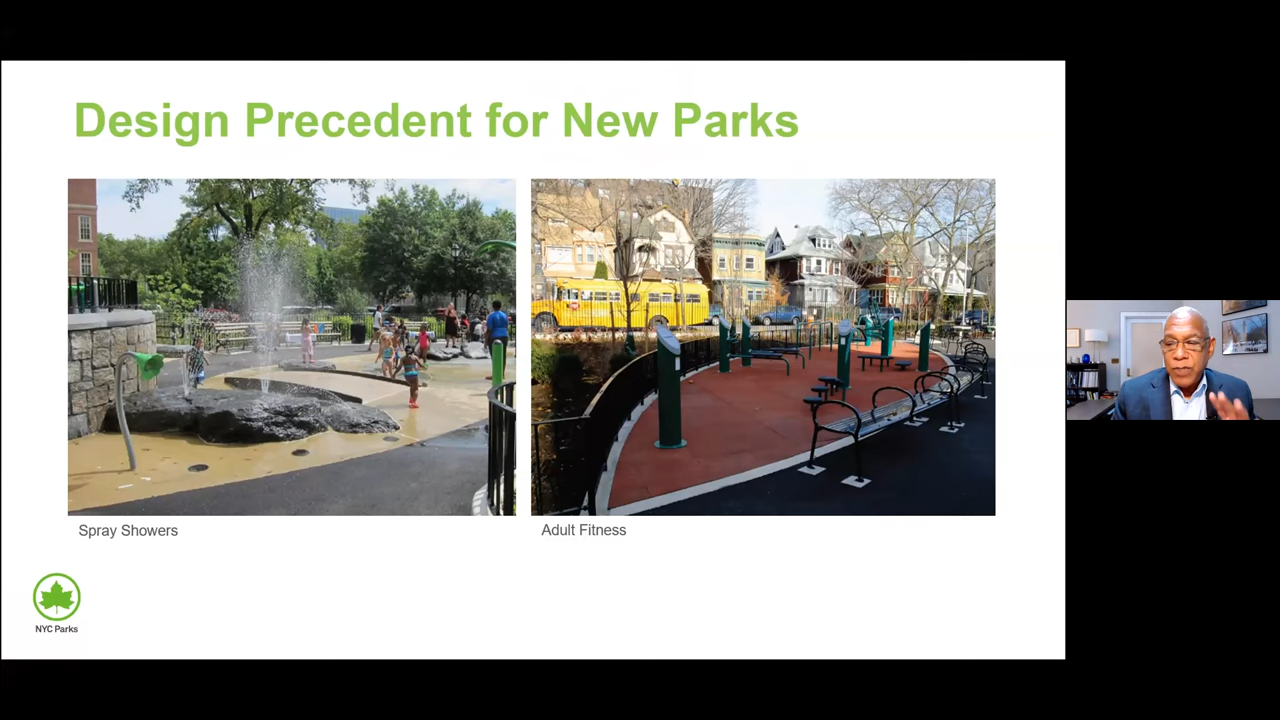 Design Precedent for New Parks
Spray Showers
Adult Fitness
NYC Parks